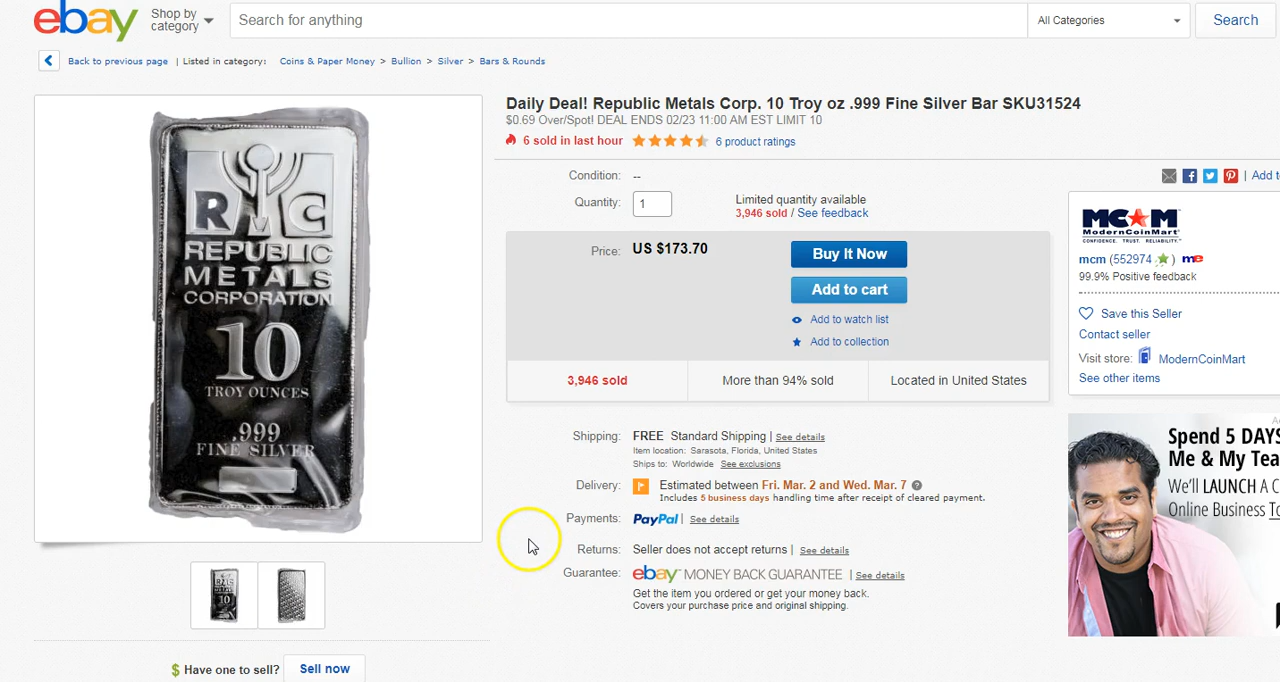 ebay
Shop by
category
Search for anything
All Categories
Search
Back to previous page | Listed in category: Coins & Paper Money > Bullion > Silver > Bars & Rounds
R C
REPUBLIC
METALS
CORPORATION
10
TROY OUNCES
.999
FINE SILVER
Daily Deal! Republic Metals Corp. 10 Troy oz .999 Fine Silver Bar SKU31524
$0.69 Over/Spot! DEAL ENDS 02/23 11:00 AM EST LIMIT 10
6 sold in last hour
6 product ratings
Condition: --
Quantity: 1
Limited quantity available
3,946 sold / See feedback
Price: US $173.70
Buy It Now
Add to cart
Add to watch list
Add to collection
3,946 sold
More than 94% sold
Located in United States
Shipping: FREE Standard Shipping | See details
Item location: Sarasota, Florida, United States
Ships to: Worldwide See exclusions
Delivery: Estimated between Fri. Mar. 2 and Wed. Mar. 7
Includes 5 business days handling time after receipt of cleared payment.
Payments: PayPal | See details
Returns: Seller does not accept returns | See details
Guarantee: ebay MONEY BACK GUARANTEE | See details
Get the item you ordered or get your money back.
Covers your purchase price and original shipping.
| Add t
MCM
ModernCoinMart
CONFIDENCE. TRUST. RELIABILITY.
mcm (552974) me
99.9% Positive feedback
Save this Seller
Contact seller
Visit store: ModernCoinMart
See other items
A
Spend 5 DAYS
Me & My Tea
We'll LAUNCH A C
Online Business To
$ Have one to sell? Sell now